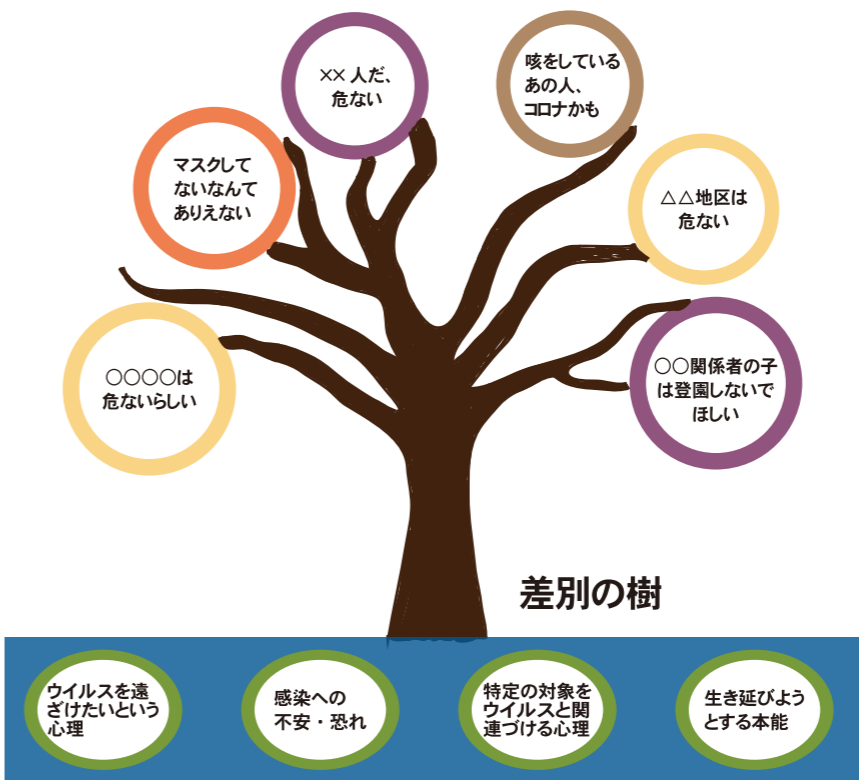 ××人だ、
危ない
咳をしている
あの人、
コロナかも
マスクして
ないなんて
ありえない
△△地区は
危ない
○○○○は
危ないらしい
○○関係者の子
は登園しないで
ほしい
差別の樹
ウイルスを遠
ざけたいという
心理
感染への
不安・恐れ
特定の対象を
ウイルスと関
連づける心理
生き延びよう
とする本能